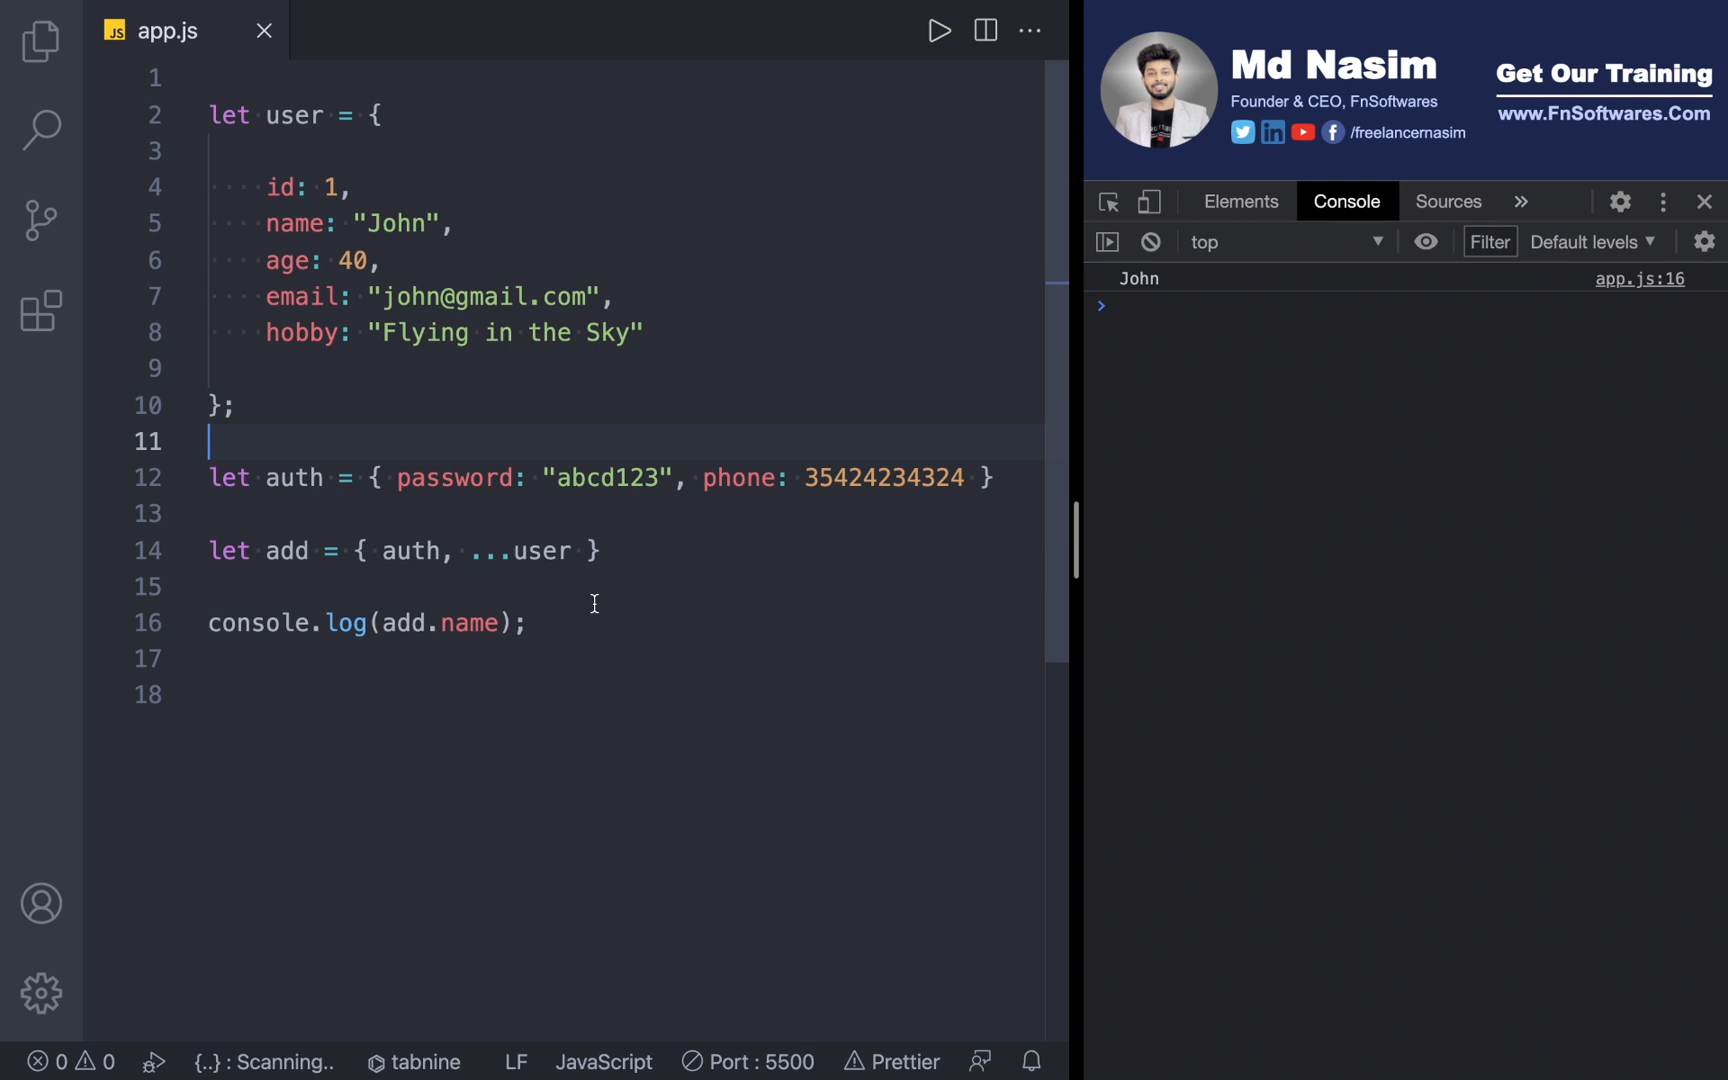 JS app.js
1
2 let user = {
3
4 id: 1,
5 name: "John",
6 age: 40,
7 email: "john@gmail.com",
8 hobby: "Flying in the Sky"
9
10 };
11
12 let auth = { password: "abcd123", phone: 35424234324 }
13
14 let add = { auth, ...user }
15
16 console.log(add.name);
17
18
0 0 {..} : Scanning.. tabnine LF JavaScript Port : 5500 Prettier
Md Nasim
Founder & CEO, FnSoftwares
/freelancernasim
Get Our Training
www.FnSoftwares.Com
Elements Console Sources »
top Filter Default levels
John app.js:16